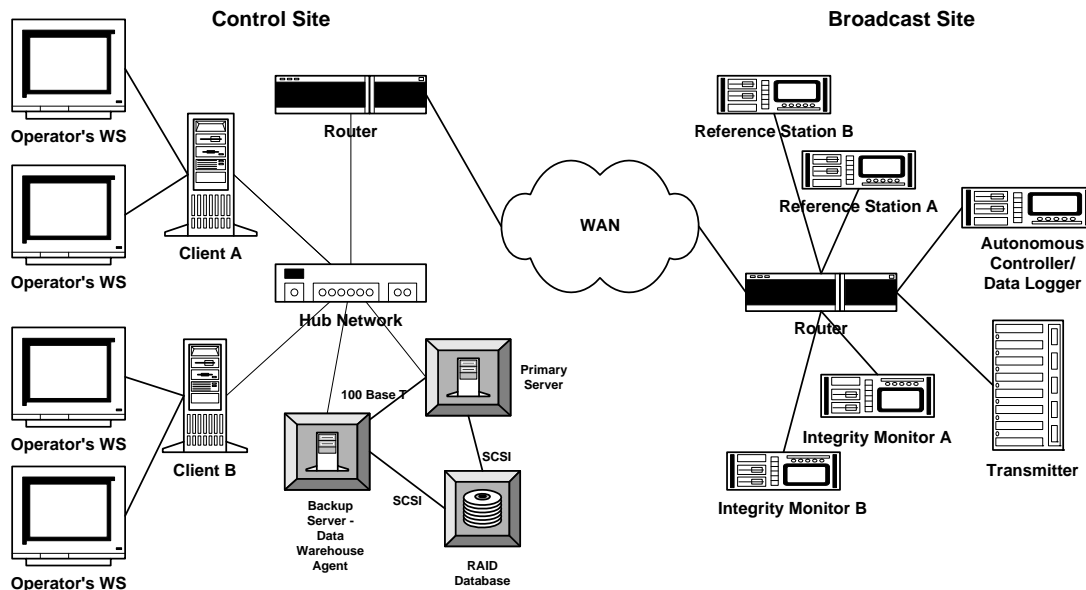 Control Site
Broadcast Site
Operator's WS
Router
Reference Station B
Operator's WS
Client A
Reference Station A
WAN
Autonomous
Controller/
Data Logger
Hub Network
Router
Operator's WS
Client B
100 Base T
Primary
Server
Integrity Monitor A
SCSI
SCSI
Transmitter
Integrity Monitor B
Backup
Server -
Data
Warehouse
Agent
RAID
Database
Operator's WS